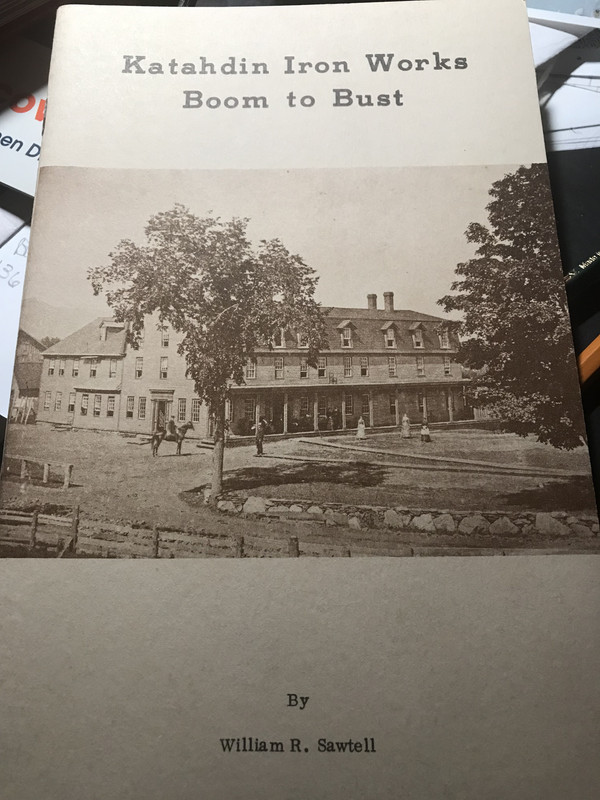 Katahdin Iron Works
Boom to Bust
By
William R. Sawtell